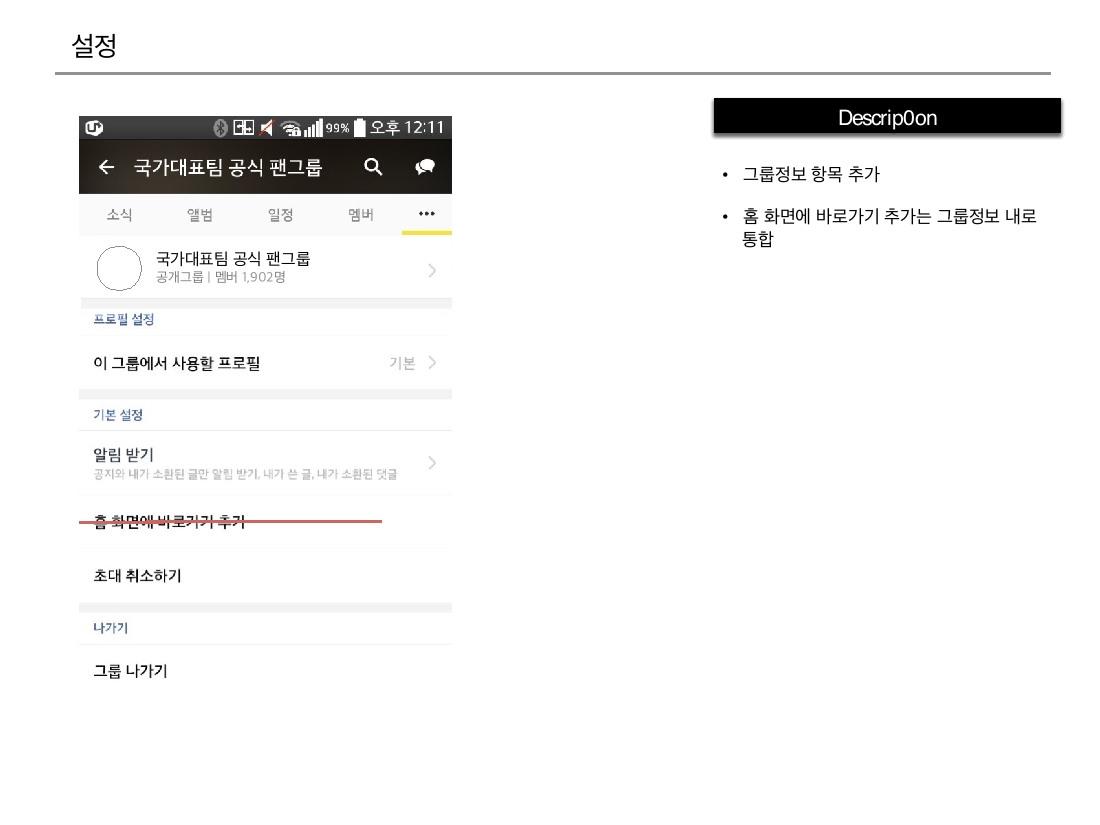 설정
Descrip0on
• 그룹정보 항목 추가
• 홈 화면에 바로가기 추가는 그룹정보 내로
통합
U+ 99% 오후 12:11
국가대표팀 공식 팬그룹
소식 앨범 일정 멤버 •••
국가대표팀 공식 팬그룹
공개그룹 | 멤버 1,902명
프로필 설정
이 그룹에서 사용할 프로필 기본
기본 설정
알림 받기
공지와 내가 소환된 글만 알림 받기, 내가 쓴 글, 내가 소환된 댓글
홈 화면에 바로가기 추가
초대 취소하기
나가기
그룹 나가기